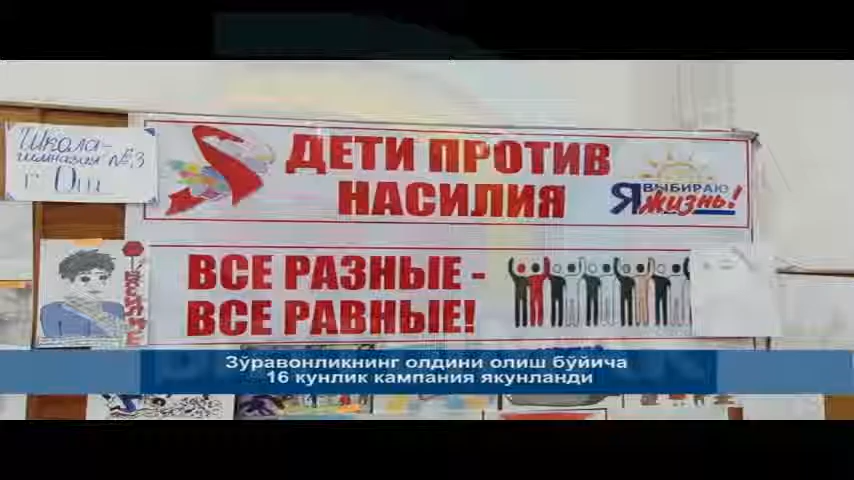 Школа-
гимназия №3
г Ош
ДЕТИ ПРОТИВ
НАСИЛИЯ
Я ВЫБИРАЮ
жизнь!
ВСЕ РАЗНЫЕ -
ВСЕ РАВНЫЕ!
Зўравонликнинг олдини олиш бўйича
16 кунлик кампания якунланди